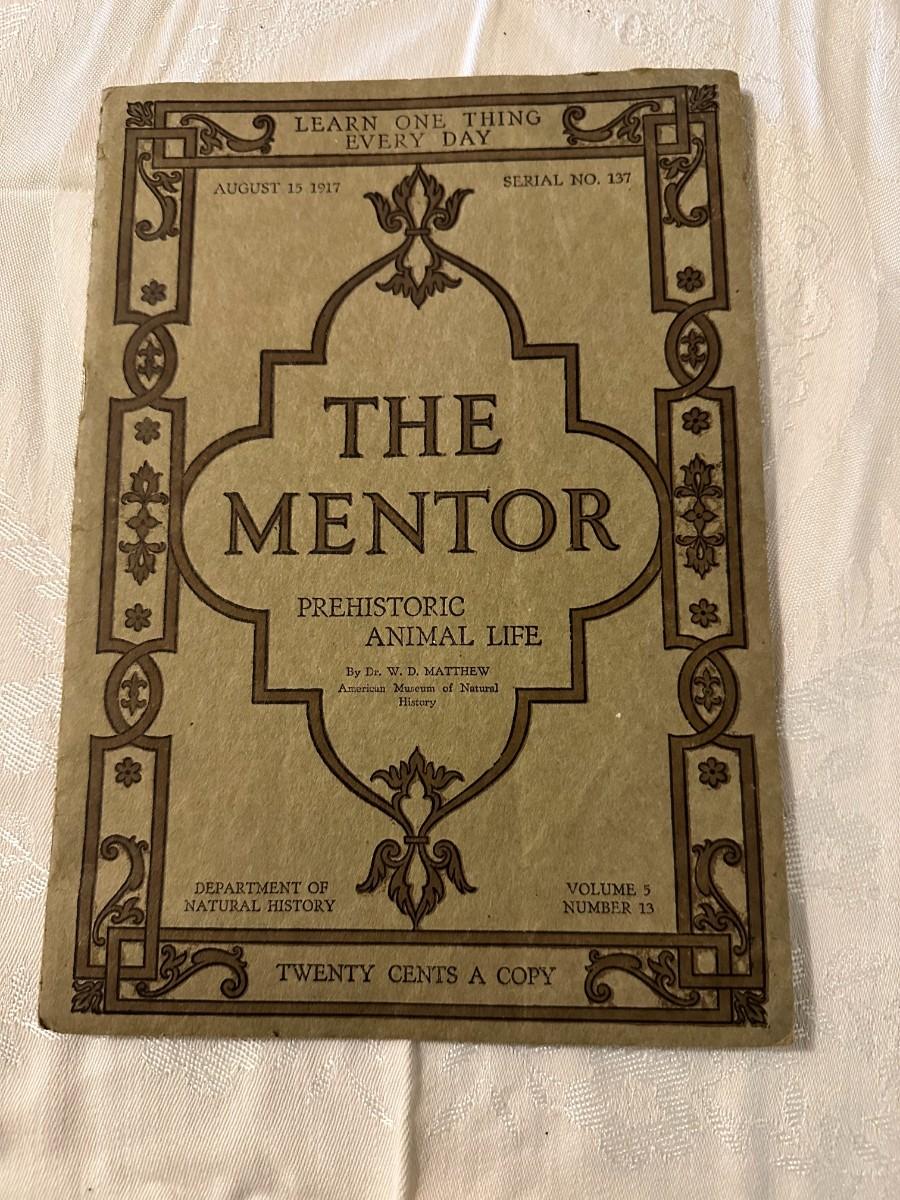 LEARN ONE THING
EVERY DAY
AUGUST 15 1917
SERIAL NO. 137
THE
MENTOR
PREHISTORIC
ANIMAL LIFE
By Dr. W. D. MATTHEW
American Museum of Natural
History
DEPARTMENT OF
NATURAL HISTORY
VOLUME 5
NUMBER 13
TWENTY CENTS A COPY